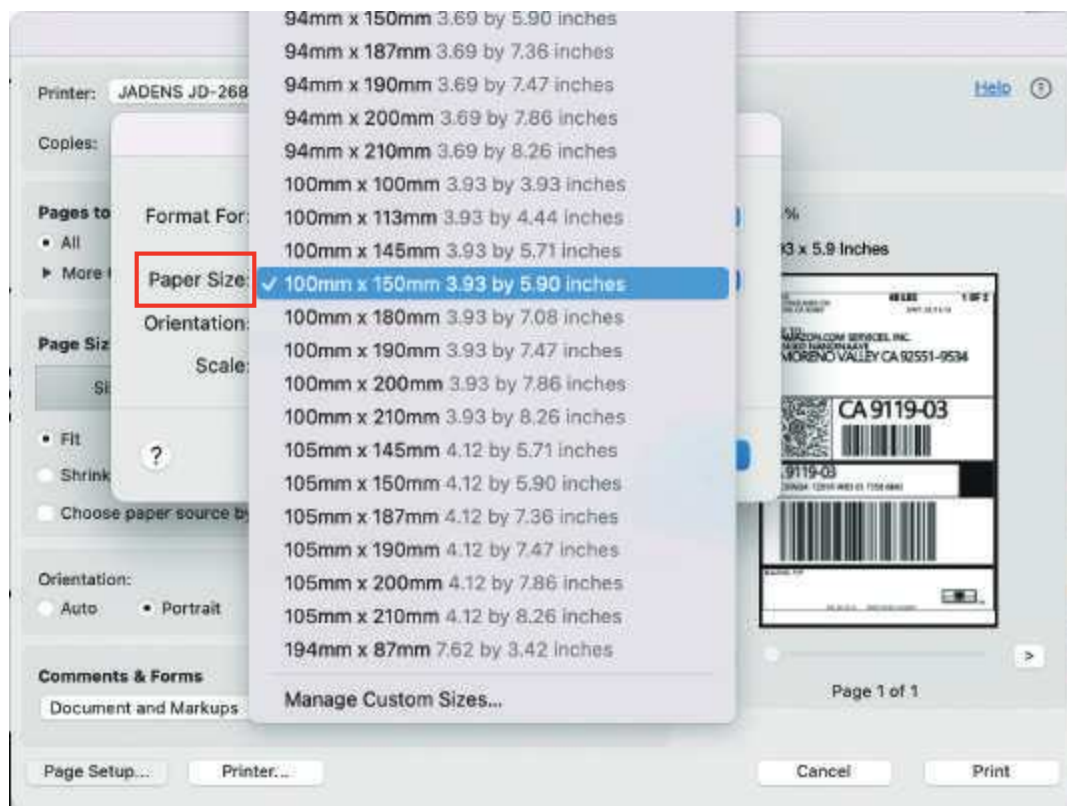 94mm x 150mm 3.69 by 5.90 inches
94mm x 187mm 3.69 by 7.36 inches
94mm x 190mm 3.69 by 7.47 inches
94mm x 200mm 3.69 by 7.86 inches
94mm x 210mm 3.69 by 8.26 inches
100mm x 100mm 3.93 by 3.93 inches
100mm x 113mm 3.93 by 4.44 inches
100mm x 145mm 3.93 by 5.71 inches
✓ 100mm x 150mm 3.93 by 5.90 inches
100mm x 180mm 3.93 by 7.08 inches
100mm x 190mm 3.93 by 7.47 inches
100mm x 200mm 3.93 by 7.86 inches
100mm x 210mm 3.93 by 8.26 inches
105mm x 145mm 4.12 by 5.71 inches
105mm x 150mm 4.12 by 5.90 inches
105mm x 187mm 4.12 by 7.36 inches
105mm x 190mm 4.12 by 7.47 inches
105mm x 200mm 4.12 by 7.86 inches
105mm x 210mm 4.12 by 8.26 inches
194mm x 87mm 7.62 by 3.42 inches
Manage Custom Sizes...
Printer: JADENS JD-268
Help ?
Copies:
Pages to
All
More
Format For:
Paper Size:
Orientation:
Scale:
?
Page Siz
Si
Fit
Shrink
Choose paper source by
Orientation:
Auto Portrait
Comments & Forms
Document and Markups
Page Setup... Printer...
%
x 5.9 Inches
1 OF 2
AMAZON.COM SERVICES, INC.
MORENO VALLEY CA 92551-9534
CA 9119-03
9119-03
>
Page 1 of 1
Cancel Print